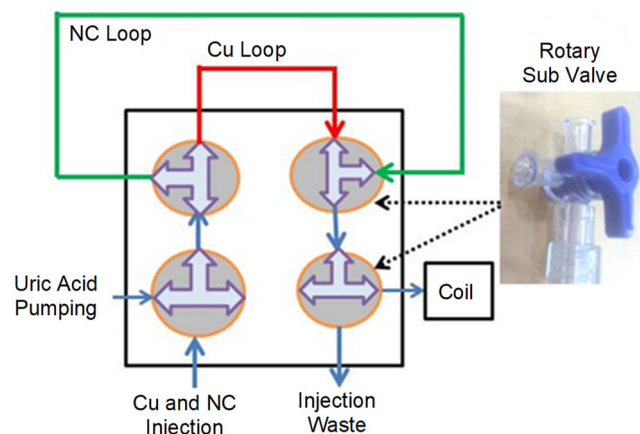 NC Loop
Cu Loop
Rotary
Sub Valve
Uric Acid
Pumping
Coil
Cu and NC
Injection
Injection
Waste